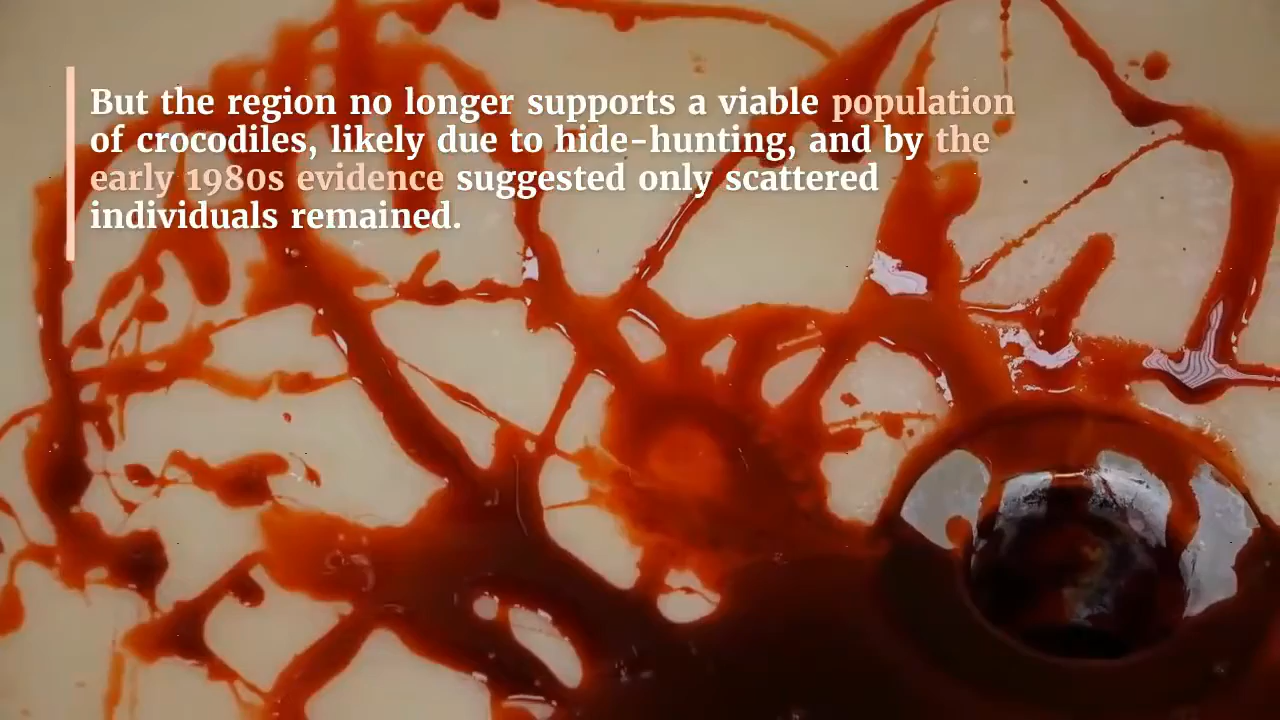 But the region no longer supports a viable population
of crocodiles, likely due to hide-hunting, and by the
early 1980s evidence suggested only scattered
individuals remained.